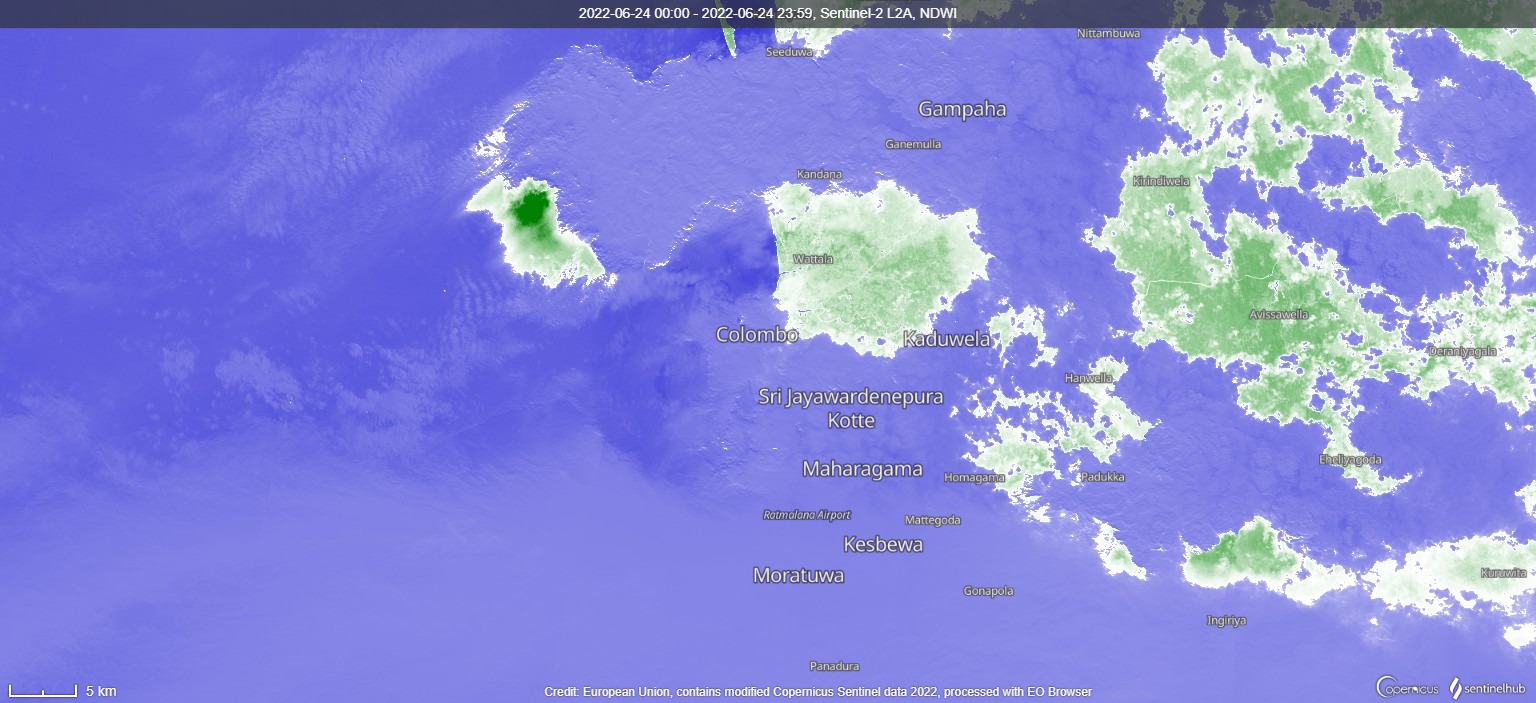 2022-06-24 00:00 - 2022-06-24 23:59, Sentinel-2 L2A, NDWI
Nittambuwa
Seeduwa
Gampaha
Ganemulla
Kandana
Kirindiwela
Wattala
Avissawella
Colombo
Kaduwela
Deraniyagala
Hanwella
Sri Jayawardenepura
Kotte
Eheliyagoda
Maharagama
Homagama
Padukka
Ratmalana Airport
Mattegoda
Kesbewa
Kuruwita
Moratuwa
Gonapola
Ingiriya
Panadura
5 km
Credit: European Union, contains modified Copernicus Sentinel data 2022, processed with EO Browser
Copernicus
sentinelhub